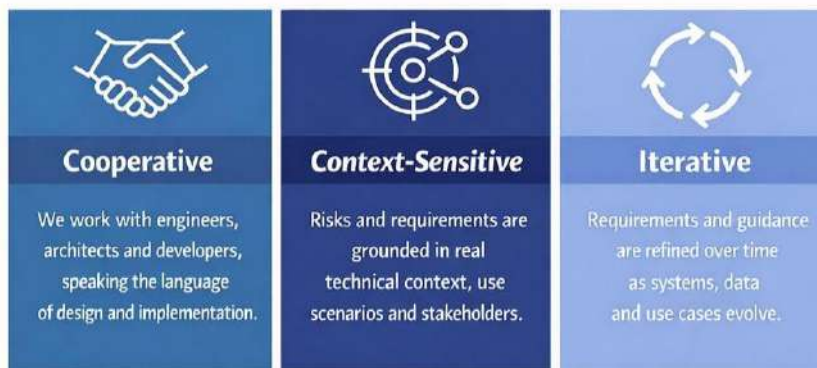 Cooperative
We work with engineers,
architects and developers,
speaking the language
of design and implementation.
Context-Sensitive
Risks and requirements are
grounded in real
technical context, use
scenarios and stakeholders.
Iterative
Requirements and guidance
are refined over time
as systems, data
and use cases evolve.